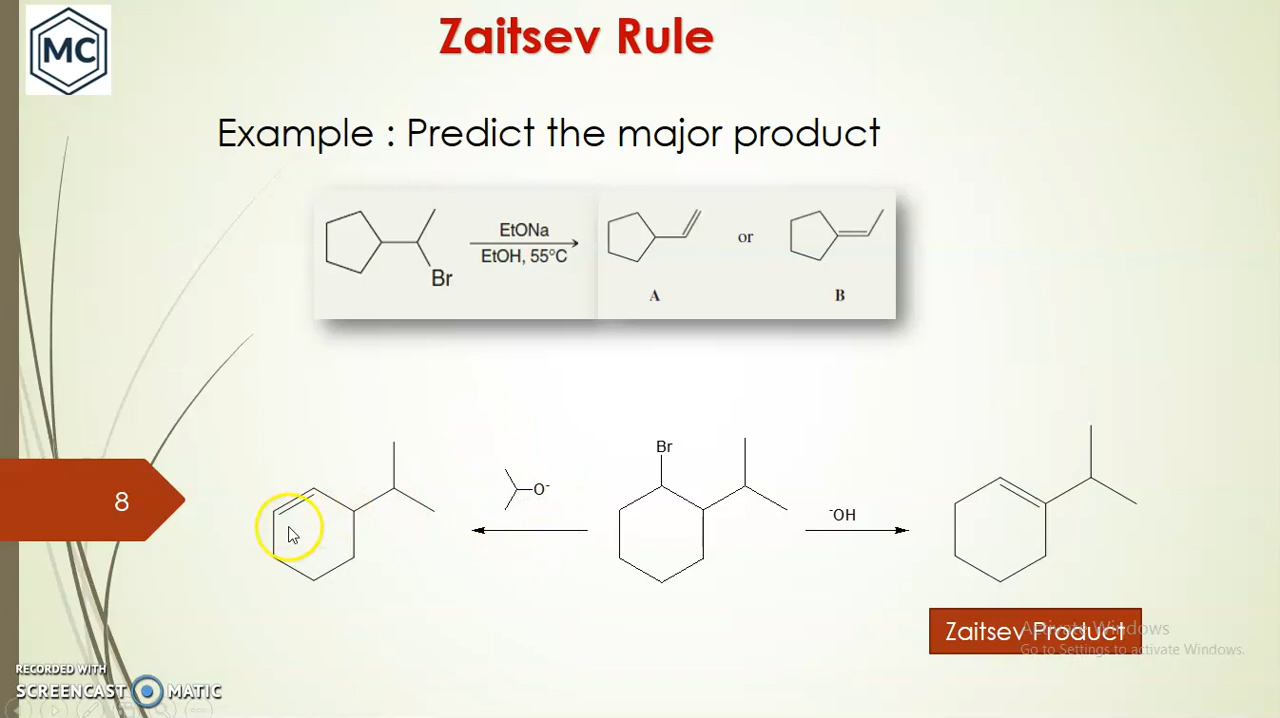 MC
Zaitsev Rule
Example : Predict the major product
EtONa
EtOH, 55°C
Br
or
A
B
Br
O-
-OH
8
Zaitsev Product
Activate Windows
Go to Settings to activate Windows.
RECORDED WITH
SCREENCAST MATIC